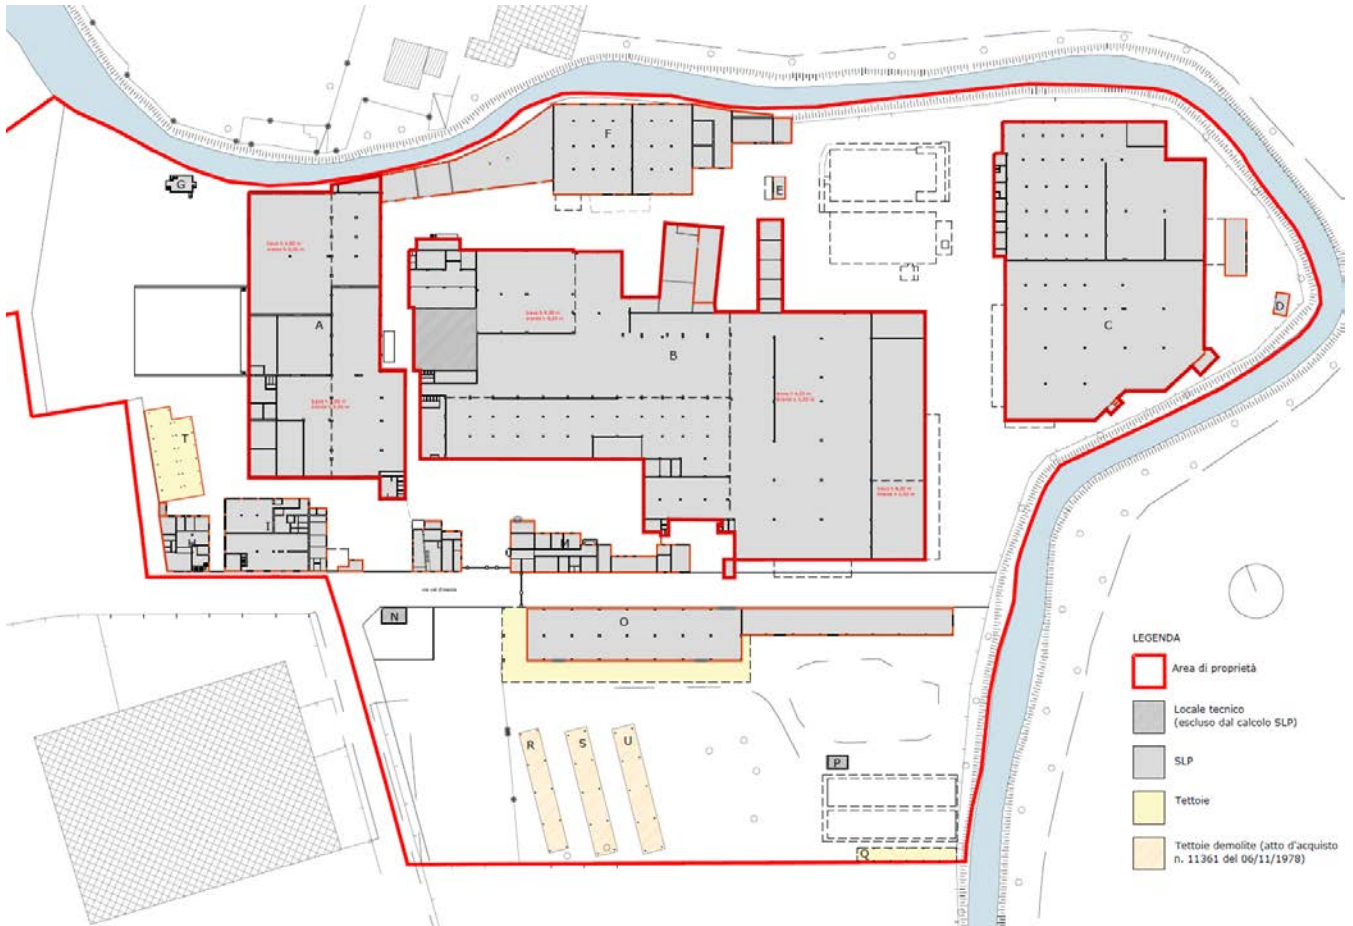 F
G
E
A
B
C
D
T
H
I
M
N
O
R
S
U
P
Q
LEGENDA
Area di proprietà
Locale tecnico
(escluso dal calcolo SLP)
SLP
Tettoie
Tettoie demolite (atto d'acquisto
n. 11361 del 06/11/1978)